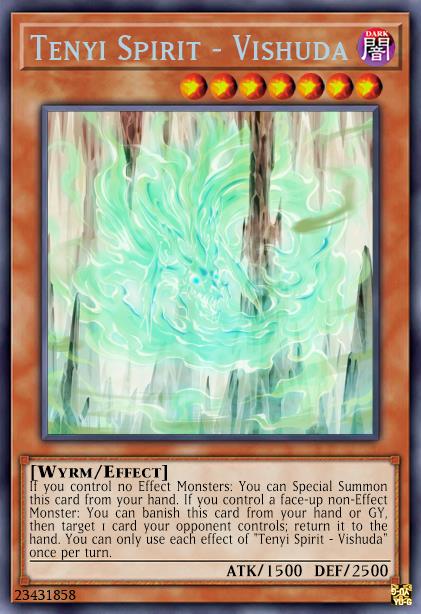 TENYI SPIRIT - VISHUDA
DARK
闇
[WYRM/EFFECT]
If you control no Effect Monsters: You can Special Summon
this card from your hand. If you control a face-up non-Effect
Monster: You can banish this card from your hand or GY,
then target 1 card your opponent controls; return it to the
hand. You can only use each effect of "Tenyi Spirit - Vishuda"
once per turn.
ATK/1500 DEF/2500
23431858